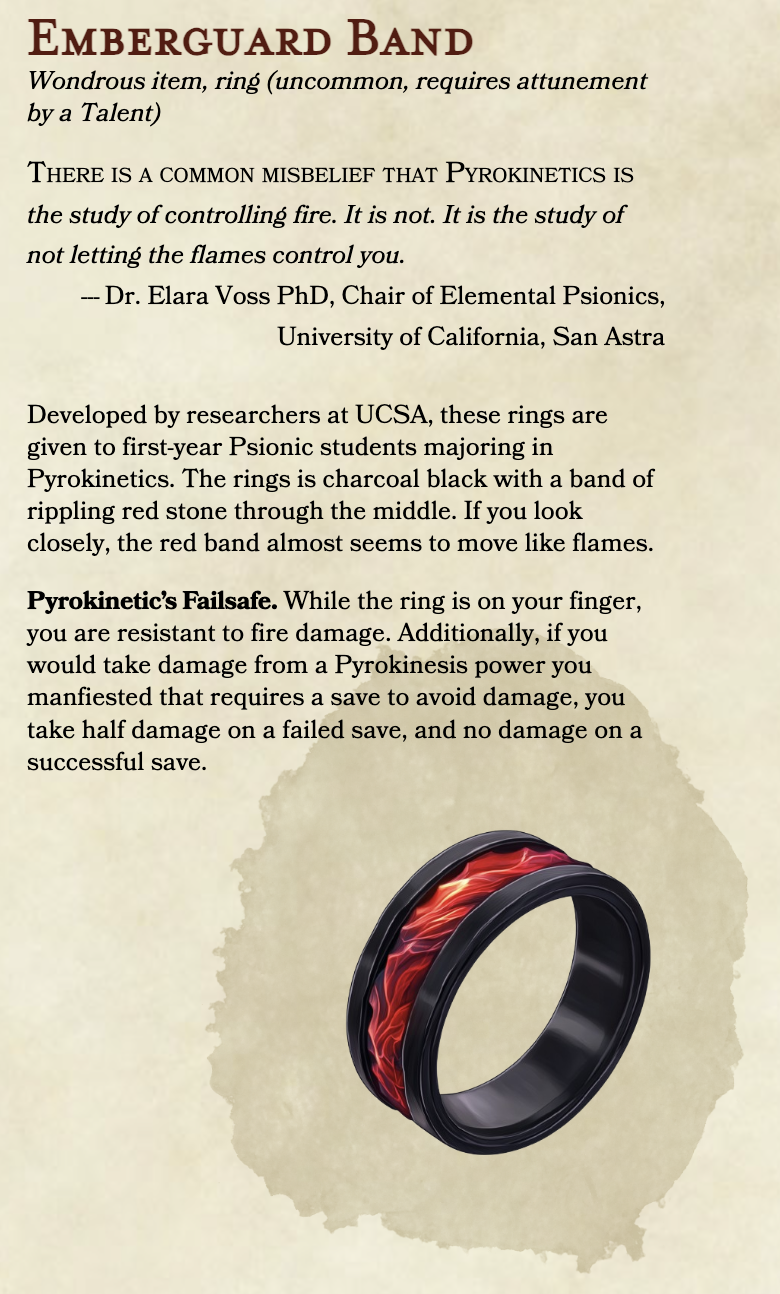 Emberguard Band
Wondrous item, ring (uncommon, requires attunement
by a Talent)
There is a common misbelief that Pyrokinetics is
the study of controlling fire. It is not. It is the study of
not letting the flames control you.
— Dr. Elara Voss PhD, Chair of Elemental Psionics,
University of California, San Astra
Developed by researchers at UCSA, these rings are
given to first-year Psionic students majoring in
Pyrokinetics. The rings is charcoal black with a band of
rippling red stone through the middle. If you look
closely, the red band almost seems to move like flames.
Pyrokinetic's Failsafe. While the ring is on your finger,
you are resistant to fire damage. Additionally, if you
would take damage from a Pyrokinesis power you
manfiested that requires a save to avoid damage, you
take half damage on a failed save, and no damage on a
successful save.